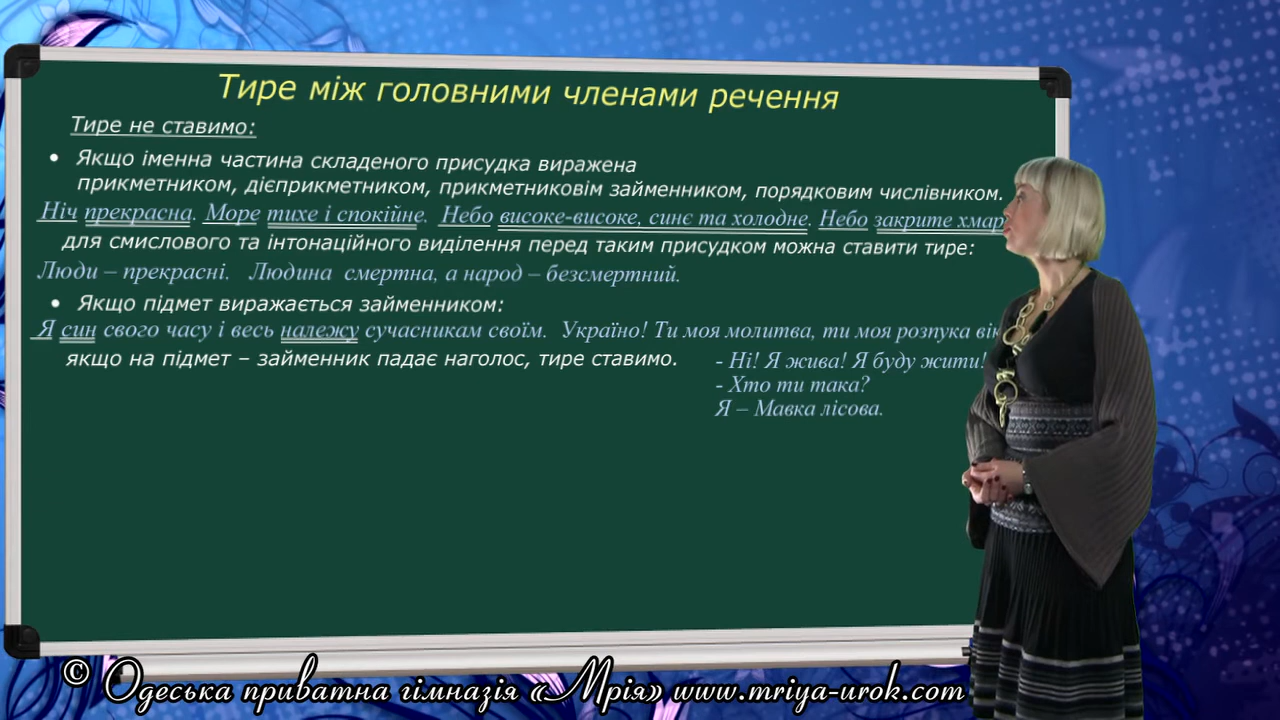 Тире між головними членами речення
Тире не ставимо:
• Якщо іменна частина складеного присудка виражена
прикметником, дієприкметником, прикметниковім займенником, порядковим числівником.
Ніч прекрасна. Море тихе і спокійне. Небо високе-високе, синє та холодне. Небо закрите
для смислового та інтонаційного виділення перед таким присудком можна ставити тире:
Люди – прекрасні. Людина смертна, а народ – безсмертний.
• Якщо підмет виражається займенником:
Я син свого часу і весь належу сучасникам своїм. Україно! Ти моя молитва, ти моя розпука
якщо на підмет – займенник падає наголос, тире ставимо.
- Ні! Я жива! Я буду жити!
- Хто ти така?
Я – Мавка лісова.
© Одеська приватна гімназія «Мрія» www.mriya-urok.com